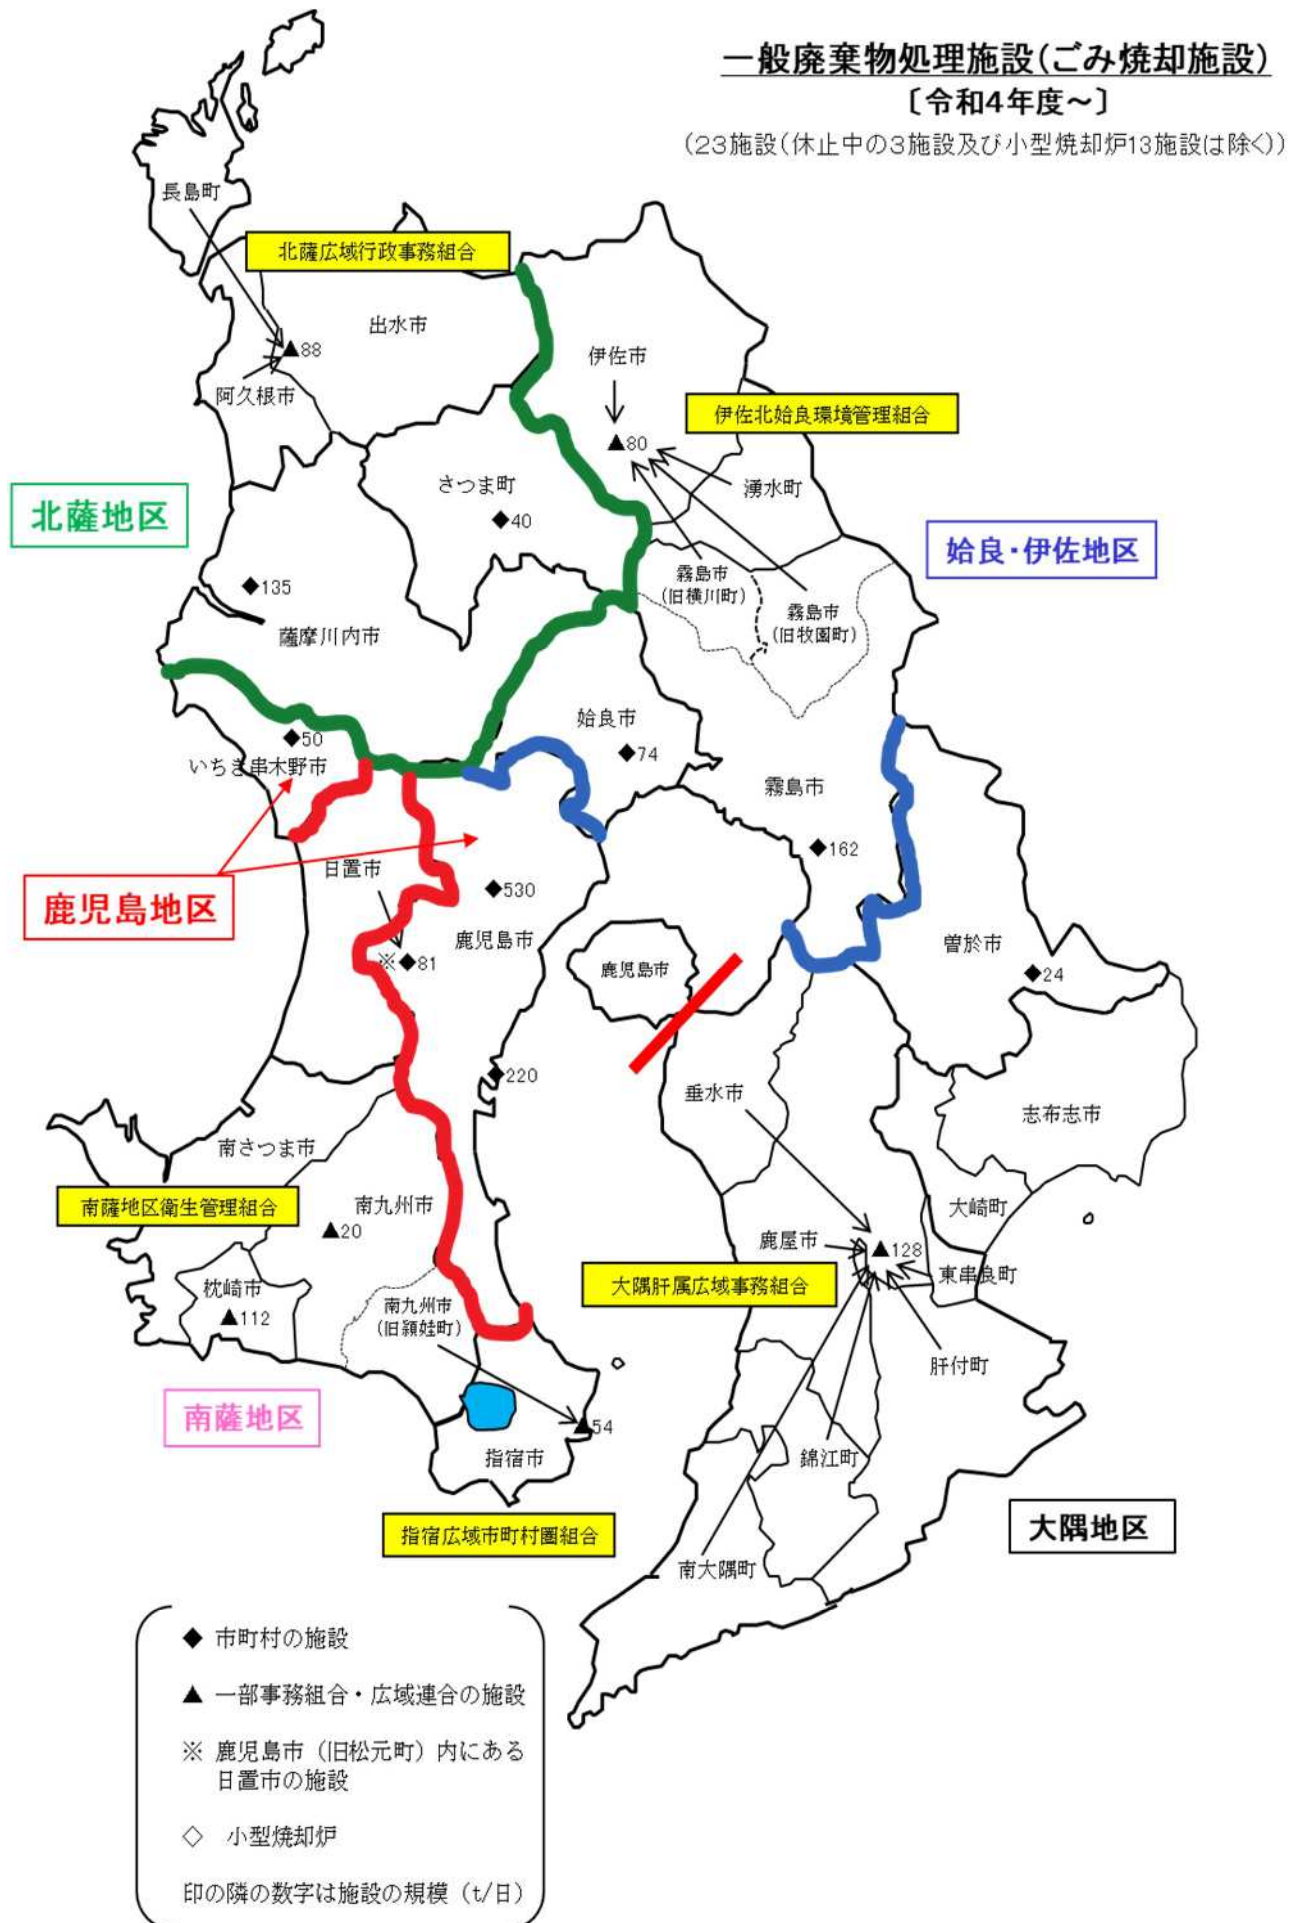 一般廃棄物処理施設(ごみ焼却施設)
〔令和4年度～〕
(23施設(休止中の3施設及び小型焼却炉13施設は除く))
長島町
北薩広域行政事務組合
出水市
88
阿久根市
伊佐市
伊佐北姶良環境管理組合
80
さつま町
湧水町
40
北薩地区
姶良・伊佐地区
135
霧島市
(旧横川町)
霧島市
(旧牧園町)
薩摩川内市
50
いちき串木野市
姶良市
74
霧島市
162
日置市
鹿児島地区
530
鹿児島市
※
81
鹿児島市
曽於市
24
220
垂水市
志布志市
南さつま市
南薩地区衛生管理組合
南九州市
20
大崎町
鹿屋市
128
東串良町
大隅肝属広域事務組合
枕崎市
112
南九州市
(旧頴娃町)
肝付町
南薩地区
54
指宿市
錦江町
指宿広域市町村圏組合
大隅地区
南大隅町
◆ 市町村の施設
▲ 一部事務組合・広域連合の施設
※ 鹿児島市（旧松元町）内にある
日置市の施設
◇ 小型焼却炉
印の隣の数字は施設の規模（t/日）